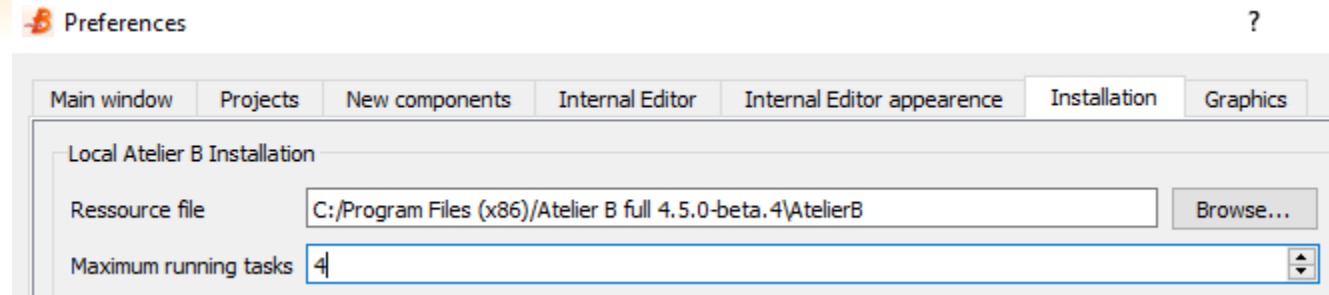 Preferences ?
Main window Projects New components Internal Editor Internal Editor appearence Installation Graphics
Local Atelier B Installation
Ressource file C:/Program Files (x86)/Atelier B full 4.5.0-beta.4\AtelierB Browse...
Maximum running tasks 4